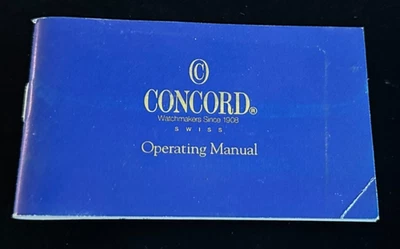 ©
CONCORD®
Watchmakers Since 1908
SWISS
Operating Manual